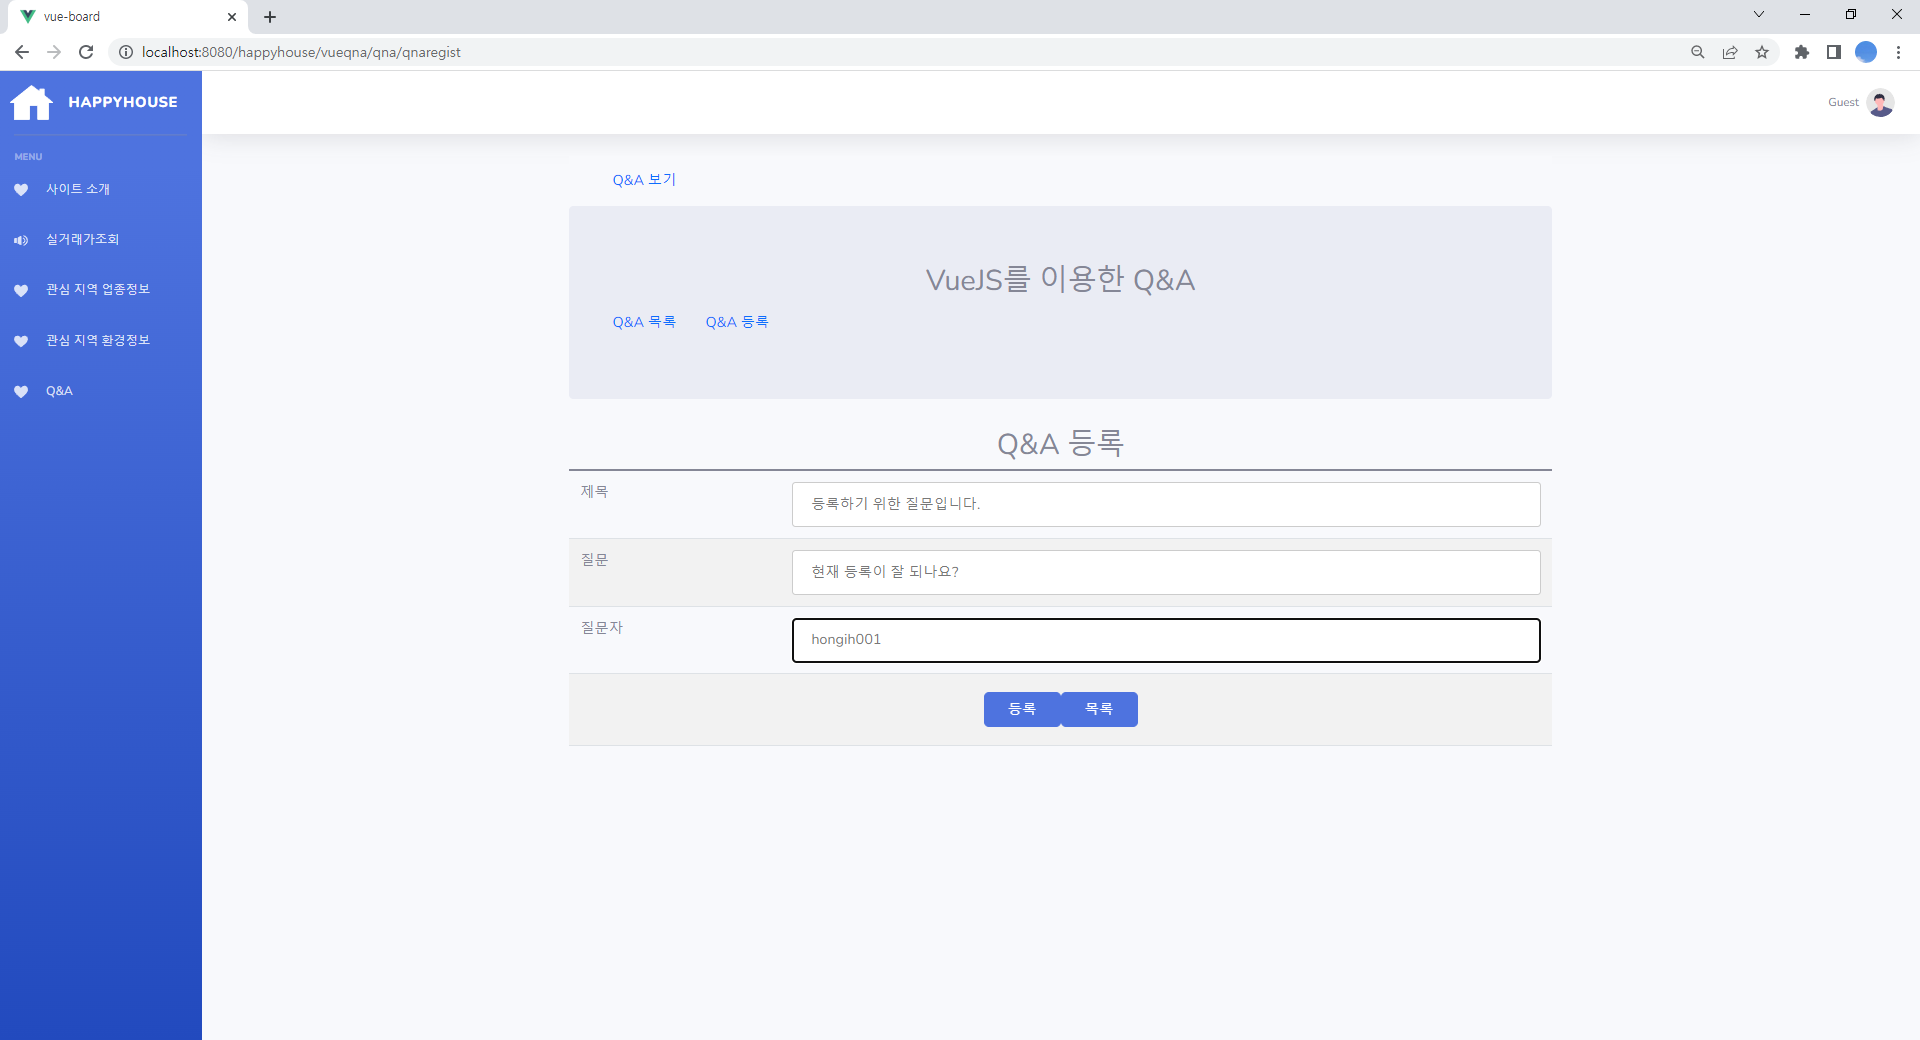 vue-board
localhost:8080/happyhouse/vueqna/qna/qnaregist
HAPPYHOUSE
Guest
MENU
사이트 소개
실거래가조회
관심 지역 업종정보
관심 지역 환경정보
Q&A
Q&A 보기
VueJS를 이용한 Q&A
Q&A 목록 Q&A 등록
Q&A 등록
제목 등록하기 위한 질문입니다.
질문 현재 등록이 잘 되나요?
질문자 hongih001
등록 목록